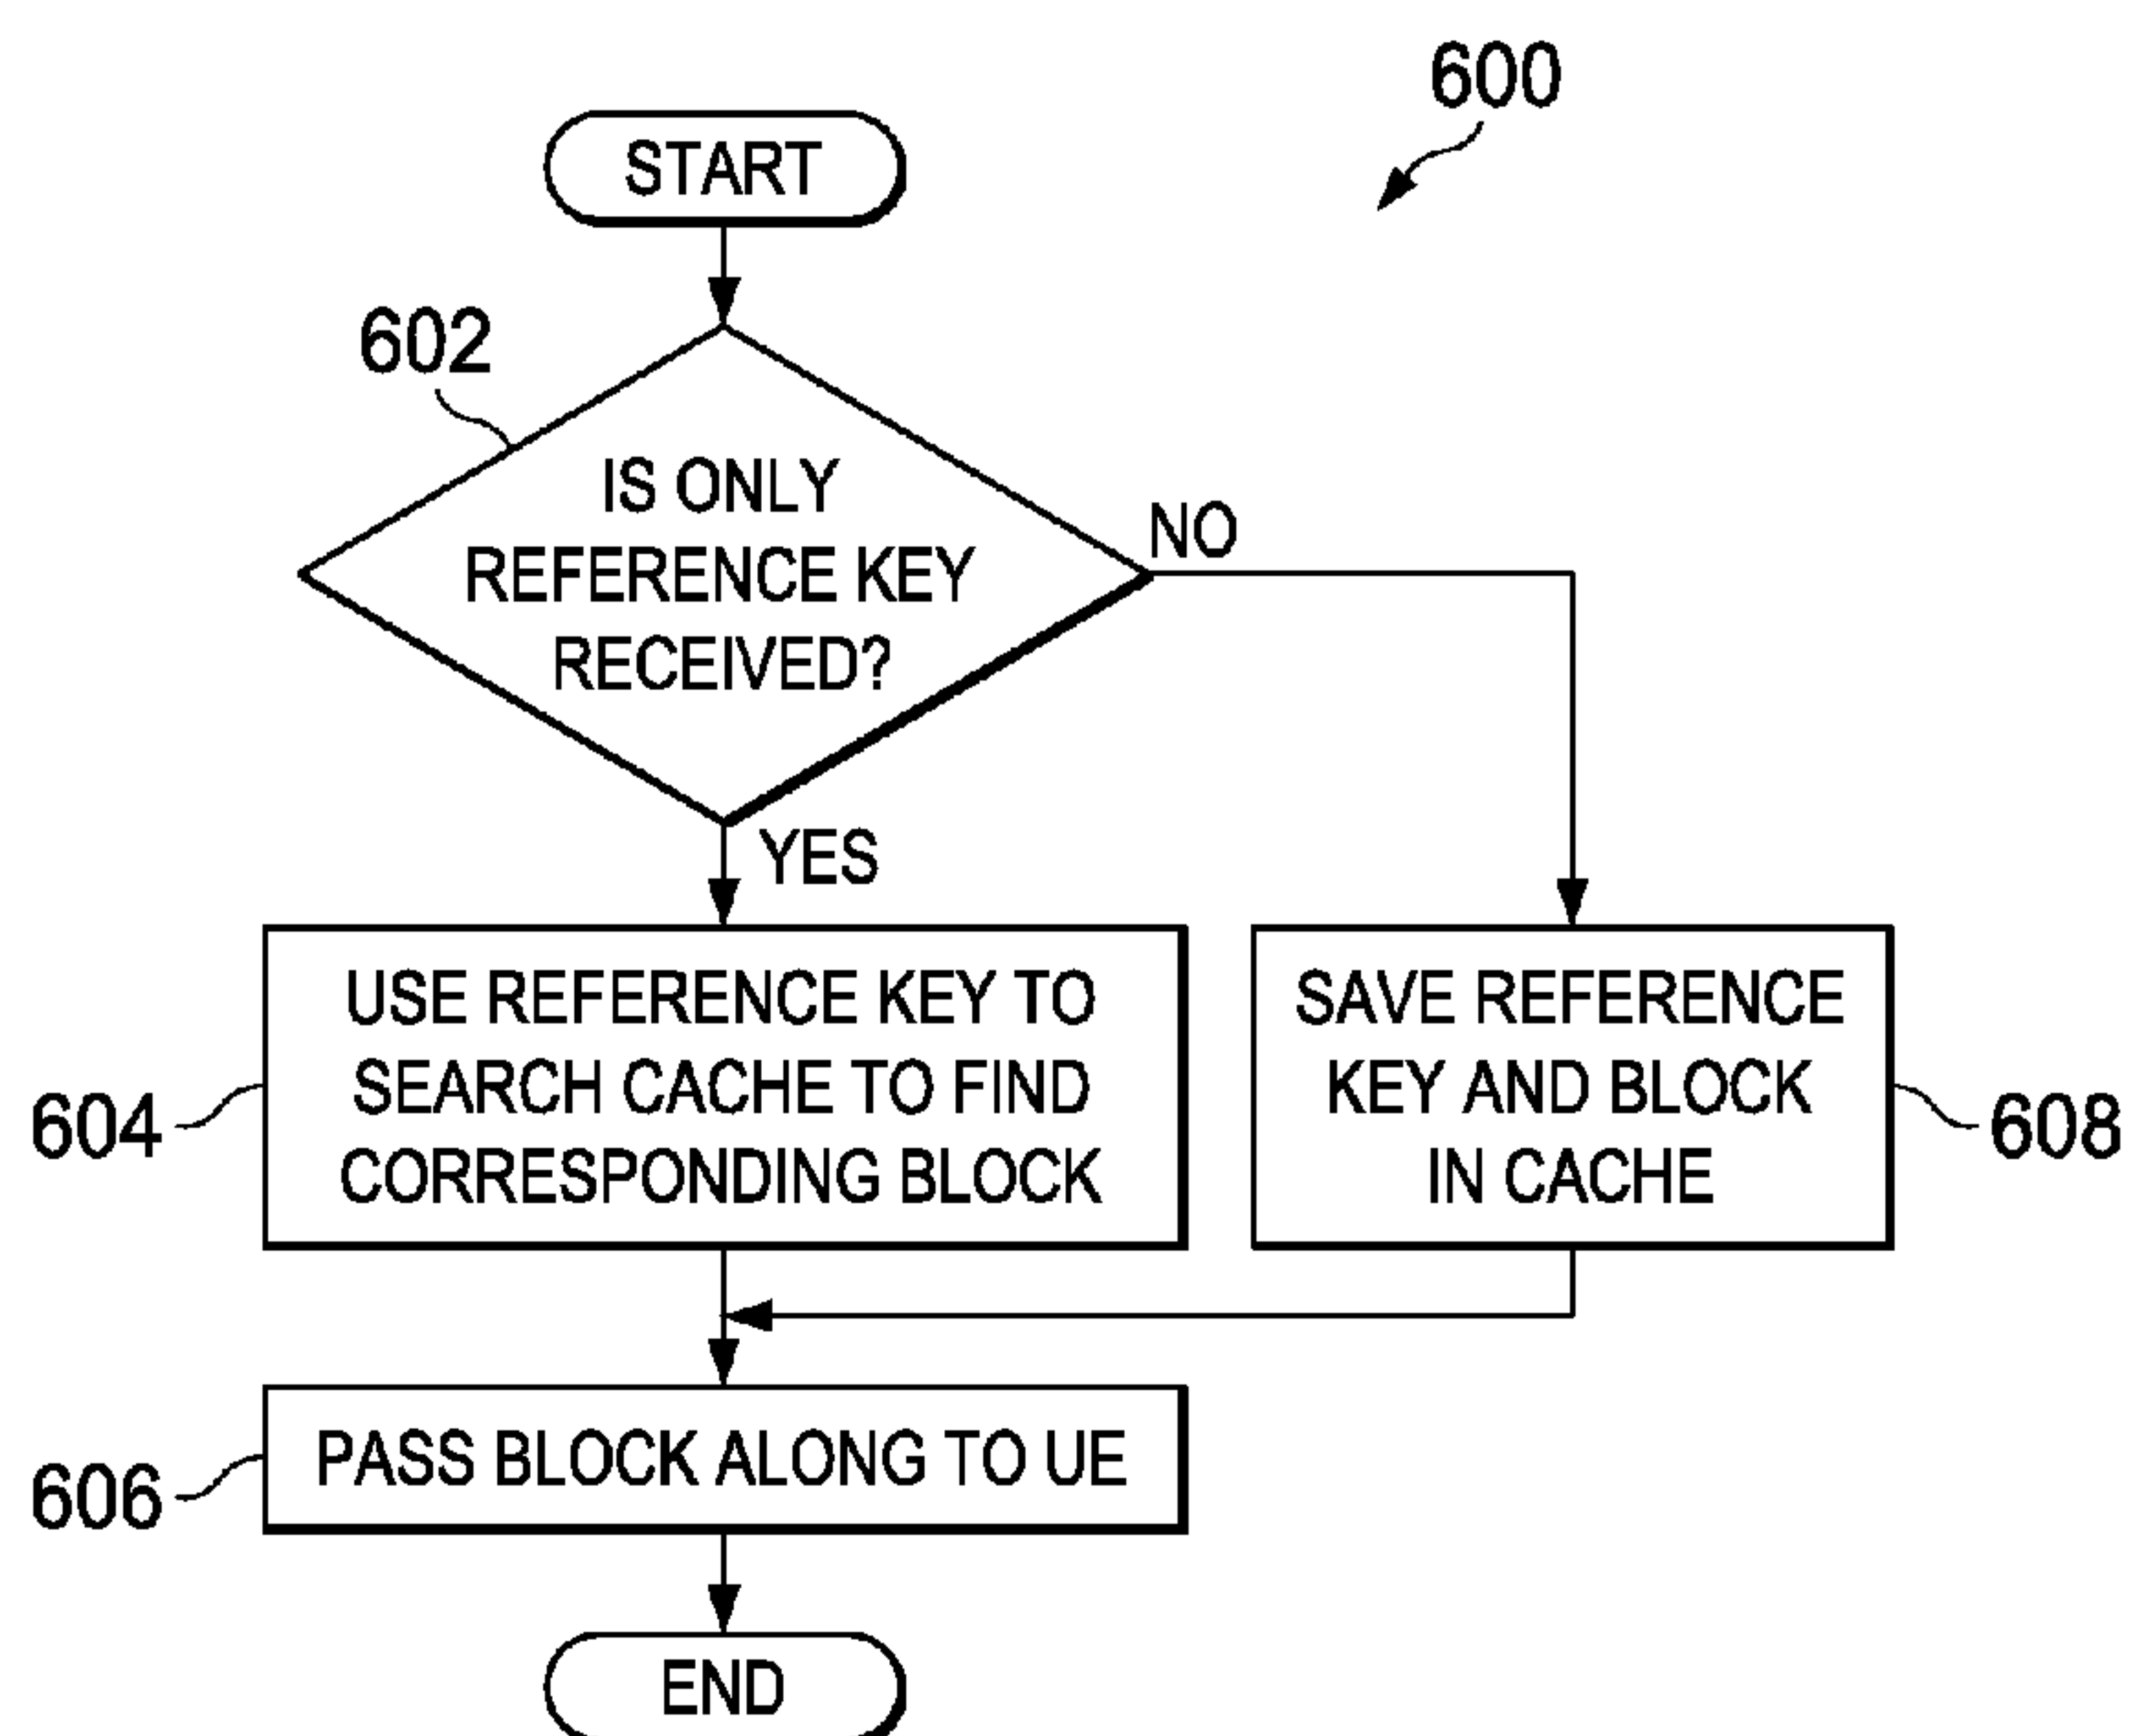 600
START
602
IS ONLY
REFERENCE KEY
RECEIVED?
NO
YES
USE REFERENCE KEY TO
SEARCH CACHE TO FIND
CORRESPONDING BLOCK
604
SAVE REFERENCE
KEY AND BLOCK
IN CACHE
608
PASS BLOCK ALONG TO UE
606
END